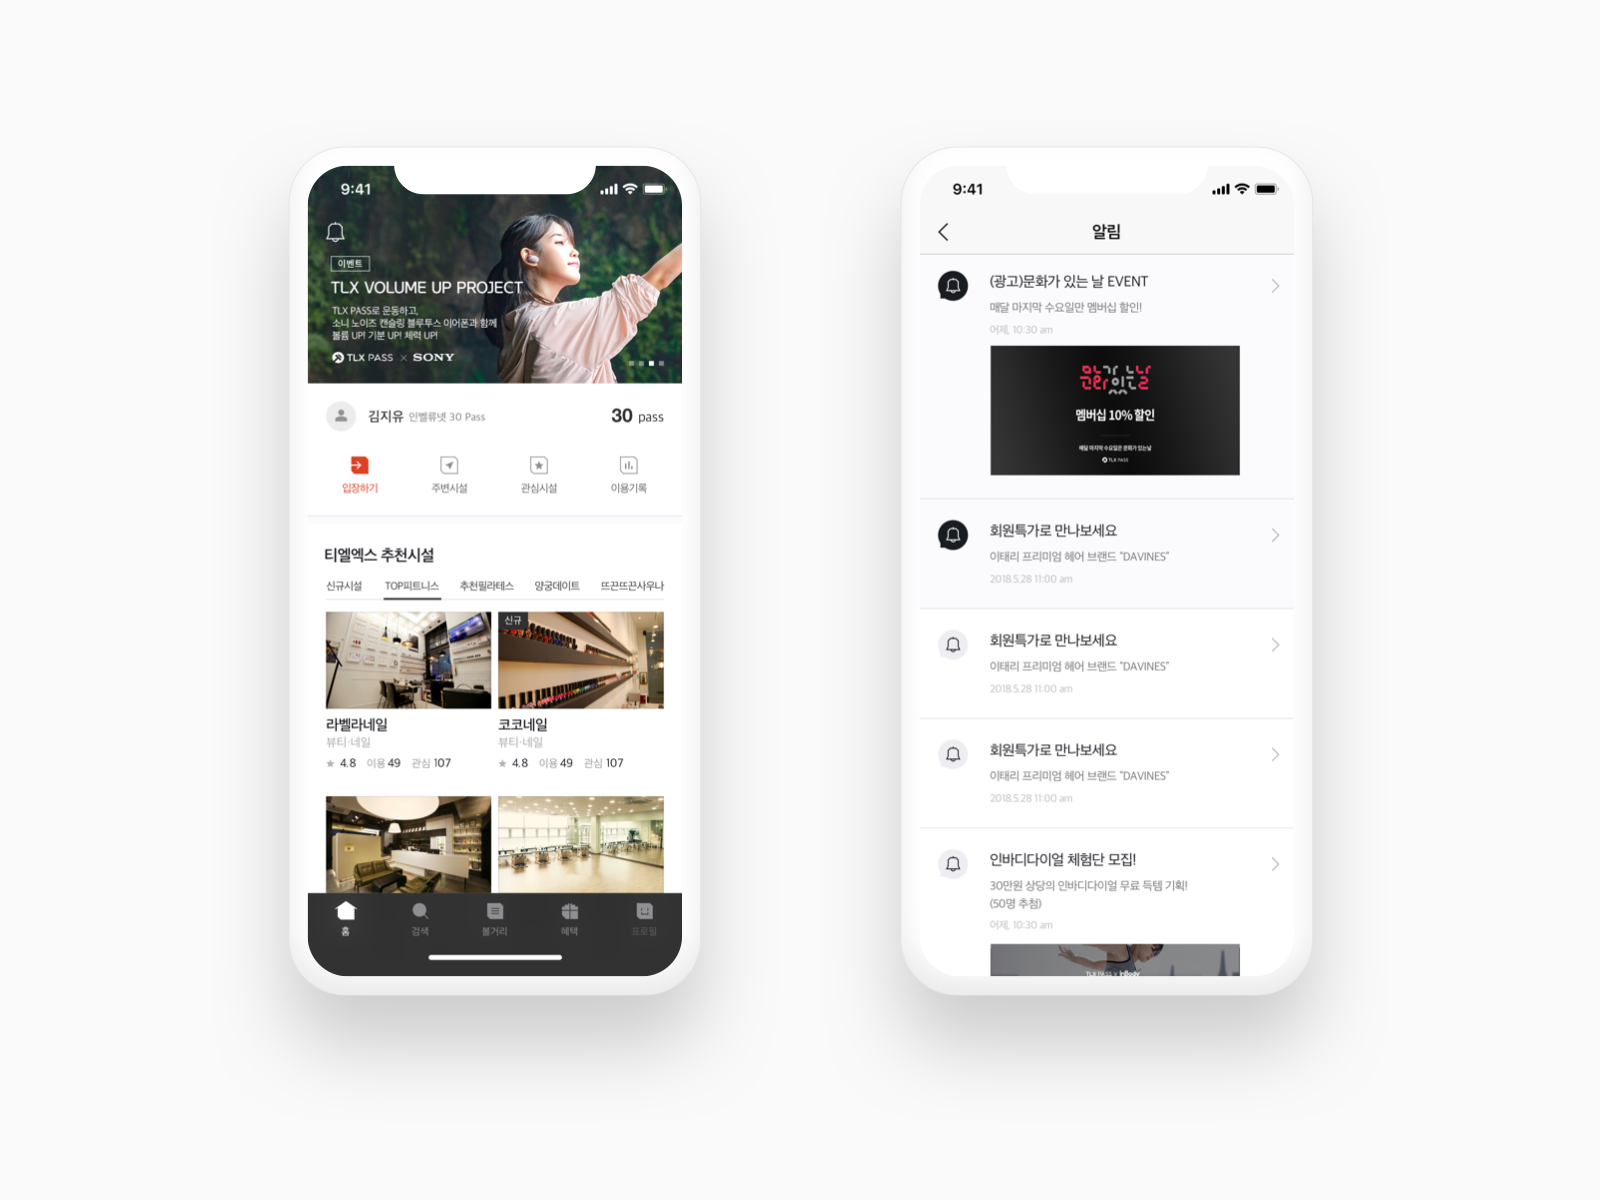 9:41
이벤트
TLX VOLUME UP PROJECT
TLX PASS로 운동하고,
소니 노이즈 캔슬링 블루투스 이어폰과 함께
볼륨 UP! 기분 UP! 체력 UP!
TLX PASS × SONY
김지유 인벨류넷 30 Pass
30 pass
입장하기 주변시설 관심시설 이용기록
티엘엑스 추천시설
신규시설 TOP피트니스 추천필라테스 양궁데이트 뜨끈뜨끈사우나
신규
라벨라네일
뷰티·네일
4.8 이용 49 관심 107
코코네일
뷰티·네일
4.8 이용 49 관심 107
홈 검색 볼거리 혜택 프로필
9:41
알림
(광고)문화가 있는 날 EVENT
매달 마지막 수요일만 멤버십 할인!
어제, 10:30 am
문화가 있는 날
멤버십 10% 할인
매달 마지막 수요일은 문화가 있는 날
TLX PASS
회원특가로 만나보세요
이태리 프리미엄 헤어 브랜드 "DAVINES"
2018.5.28 11:00 am
회원특가로 만나보세요
이태리 프리미엄 헤어 브랜드 "DAVINES"
2018.5.28 11:00 am
회원특가로 만나보세요
이태리 프리미엄 헤어 브랜드 "DAVINES"
2018.5.28 11:00 am
인바디다이얼 체험단 모집!
30만원 상당의 인바디다이얼 무료 득템 기회!
(50명 추첨)
어제, 10:30 am
TLX PASS x InBody